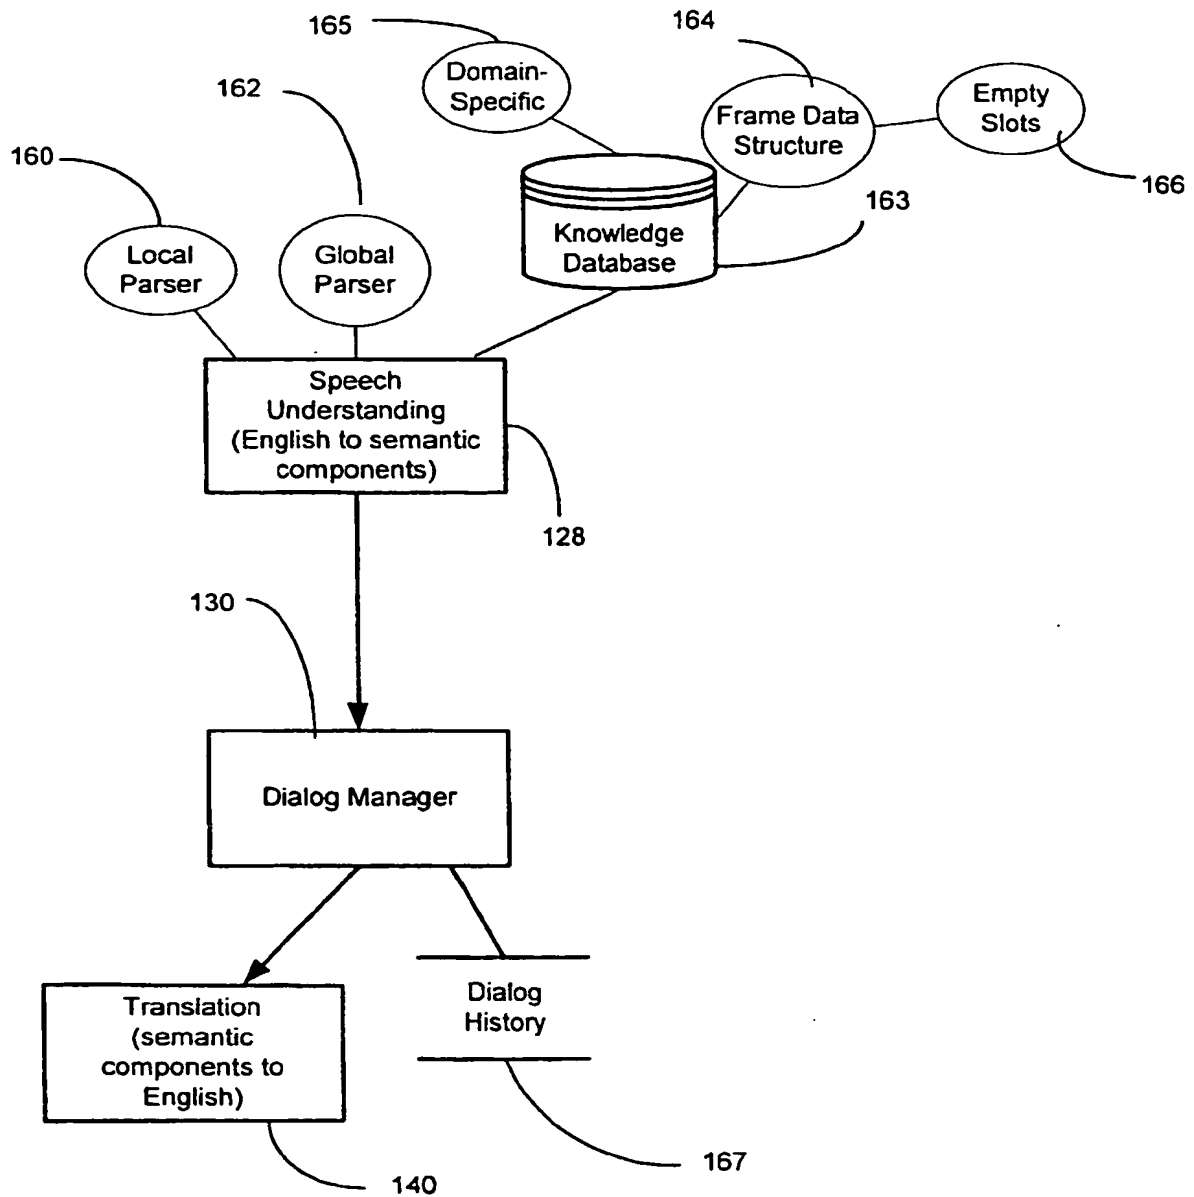 165
164
Domain-
Specific
162
Empty
Slots
Frame Data
Structure
160
166
163
Knowledge
Database
Local
Parser
Global
Parser
Speech
Understanding
(English to semantic
components)
128
130
Dialog Manager
Translation
(semantic
components to
English)
Dialog
History
167
140